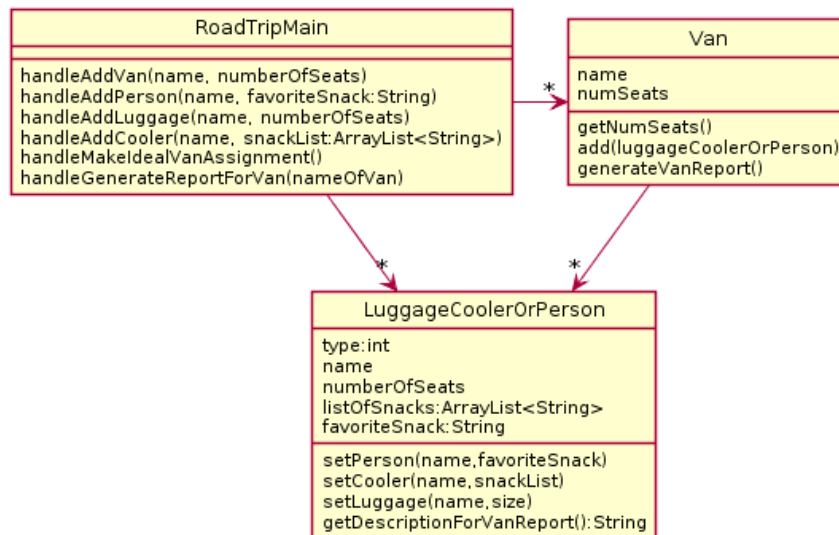 RoadTripMain
handleAddVan(name, numberOfSeats)
handleAddPerson(name, favoriteSnack:String)
handleAddLuggage(name, numberOfSeats)
handleAddCooler(name, snackList:ArrayList<String>)
handleMakeIdealVanAssignment()
handleGenerateReportForVan(nameOfVan)
*
Van
name
numSeats
getNumSeats()
add(luggageCoolerOrPerson)
generateVanReport()
*
*
LuggageCoolerOrPerson
type:int
name
numberOfSeats
listOfSnacks:ArrayList<String>
favoriteSnack:String
setPerson(name,favoriteSnack)
setCooler(name,snackList)
setLuggage(name,size)
getDescriptionForVanReport():String